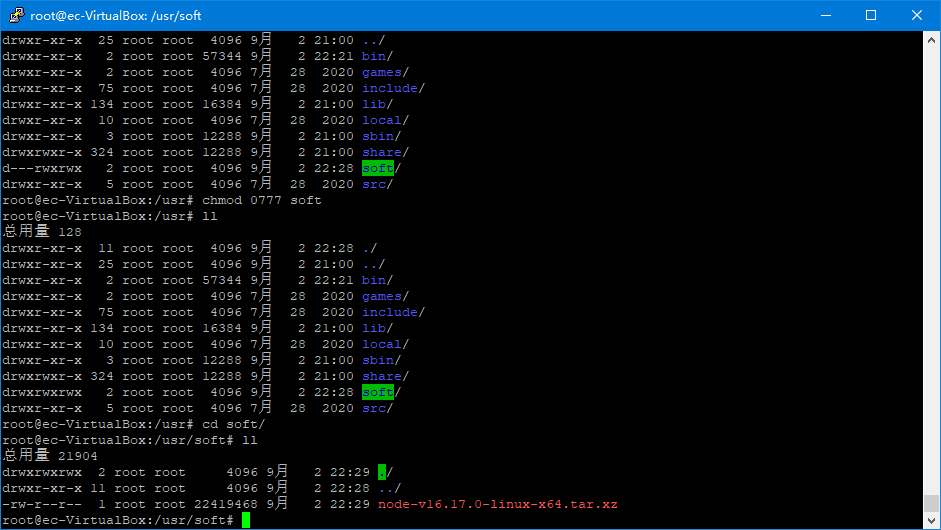 root@ec-VirtualBox: /usr/soft
drwxr-xr-x  25 root root  4096 9月   2 21:00 ../
drwxr-xr-x   2 root root 57344 9月   2 22:21 bin/
drwxr-xr-x   2 root root  4096 7月  28  2020 games/
drwxr-xr-x  75 root root  4096 7月  28  2020 include/
drwxr-xr-x 134 root root 16384 9月   2 21:00 lib/
drwxr-xr-x  10 root root  4096 7月  28  2020 local/
drwxr-xr-x   3 root root 12288 9月   2 21:00 sbin/
drwxrwxr-x 324 root root 12288 9月   2 21:00 share/
d---rwxrwx   2 root root  4096 9月   2 22:28 soft/
drwxr-xr-x   5 root root  4096 7月  28  2020 src/
root@ec-VirtualBox:/usr# chmod 0777 soft
root@ec-VirtualBox:/usr# ll
总用量 128
drwxr-xr-x  11 root root  4096 9月   2 22:28 ./
drwxr-xr-x  25 root root  4096 9月   2 21:00 ../
drwxr-xr-x   2 root root 57344 9月   2 22:21 bin/
drwxr-xr-x   2 root root  4096 7月  28  2020 games/
drwxr-xr-x  75 root root  4096 7月  28  2020 include/
drwxr-xr-x 134 root root 16384 9月   2 21:00 lib/
drwxr-xr-x  10 root root  4096 7月  28  2020 local/
drwxr-xr-x   3 root root 12288 9月   2 21:00 sbin/
drwxrwxr-x 324 root root 12288 9月   2 21:00 share/
drwxrwxrwx   2 root root  4096 9月   2 22:28 soft/
drwxr-xr-x   5 root root  4096 7月  28  2020 src/
root@ec-VirtualBox:/usr# cd soft/
root@ec-VirtualBox:/usr/soft# ll
总用量 21904
drwxrwxrwx  2 root root     4096 9月   2 22:29 ./
drwxr-xr-x 11 root root     4096 9月   2 22:28 ../
-rw-r--r--  1 root root 22419468 9月   2 22:29 node-v16.17.0-linux-x64.tar.xz
root@ec-VirtualBox:/usr/soft#